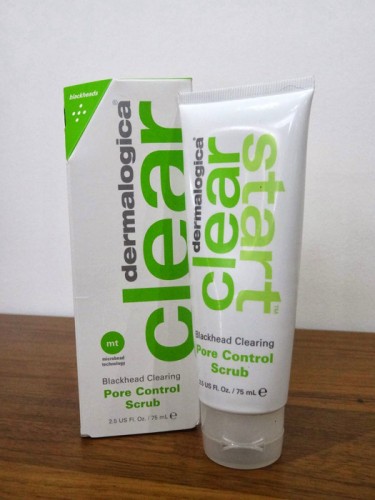 blackheads
dermalogica®
clear
mt
microbead
technology
Blackhead Clearing
Pore Control
Scrub
2.5 US Fl. Oz. / 75 mL ℮
dermalogica®
clear
start™
Blackhead Clearing
Pore Control
Scrub
2.5 US Fl. Oz. / 75 mL ℮